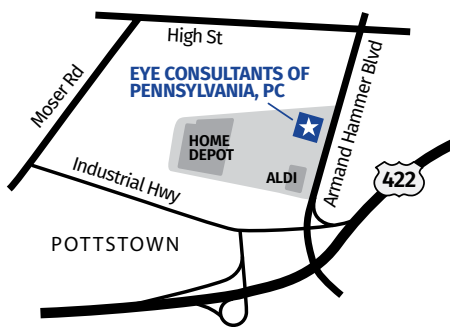 High St
Moser Rd
EYE CONSULTANTS OF
PENNSYLVANIA, PC
Armand Hammer Blvd
HOME
DEPOT
ALDI
Industrial Hwy
422
POTTSTOWN